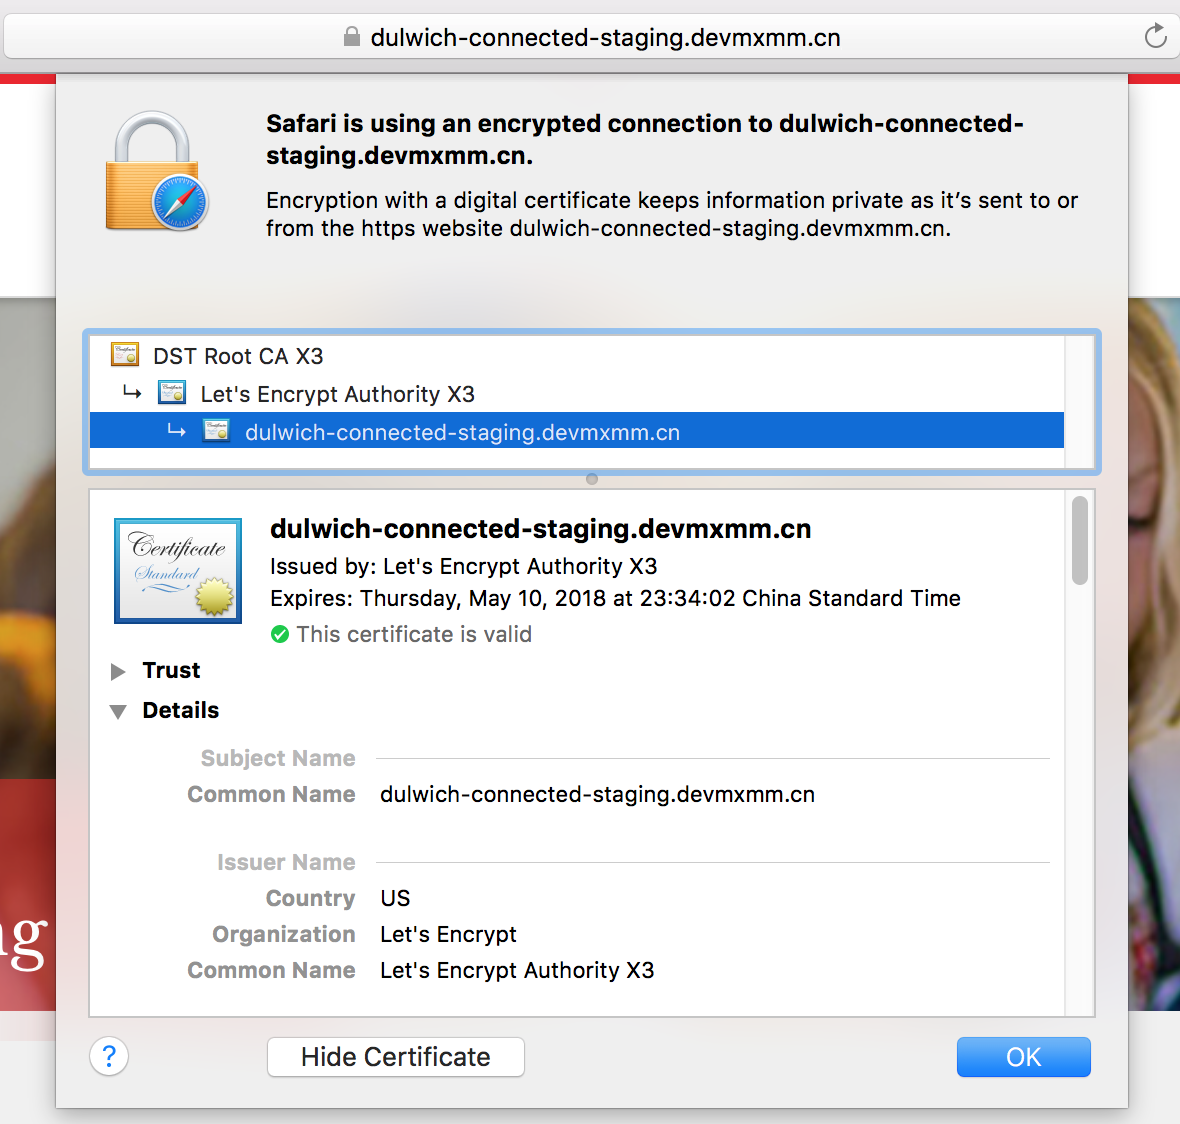 dulwich-connected-staging.devmxmm.cn
Safari is using an encrypted connection to dulwich-connected-
staging.devmxmm.cn.
Encryption with a digital certificate keeps information private as it’s sent to or
from the https website dulwich-connected-staging.devmxmm.cn.
DST Root CA X3
Let's Encrypt Authority X3
dulwich-connected-staging.devmxmm.cn
Certificate
Standard
dulwich-connected-staging.devmxmm.cn
Issued by: Let's Encrypt Authority X3
Expires: Thursday, May 10, 2018 at 23:34:02 China Standard Time
This certificate is valid
Trust
Details
Subject Name
Common Name dulwich-connected-staging.devmxmm.cn
Issuer Name
Country US
Organization Let's Encrypt
Common Name Let's Encrypt Authority X3
? Hide Certificate OK